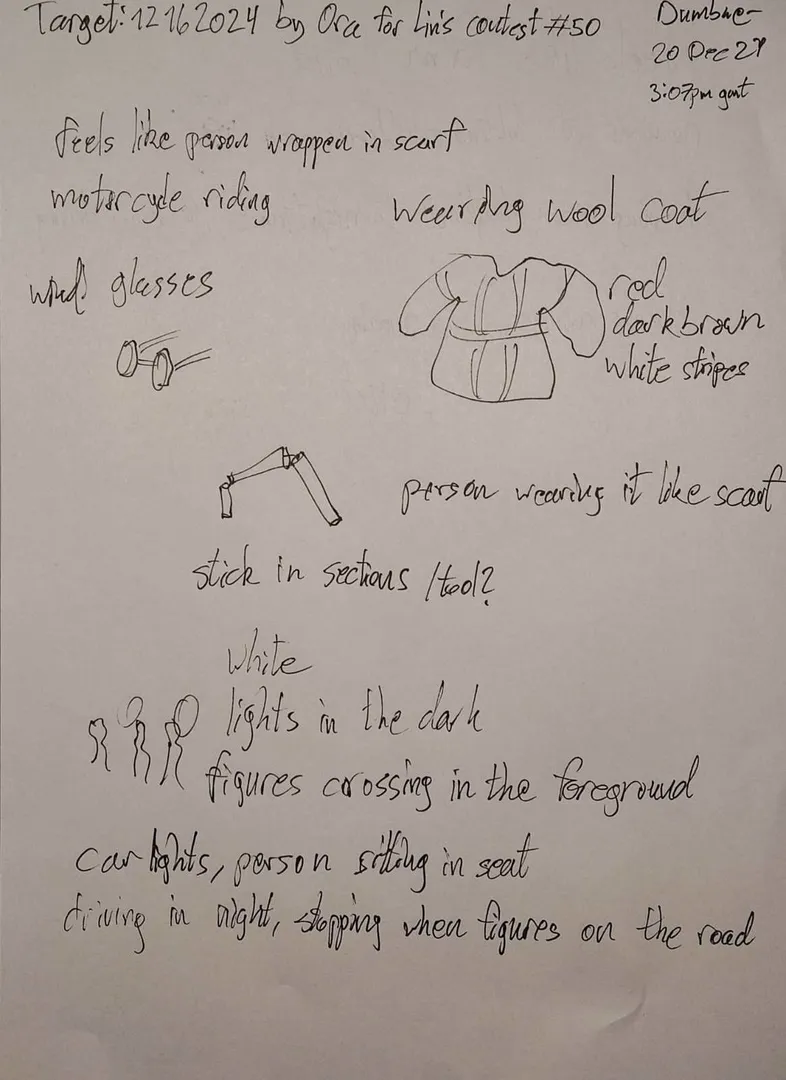 Target: 12162024 by Ora for Lin's contest #50
20 Dec 24
3:07pm gmt
feels like person wrapped in scarf
motorcycle riding
wearing wool coat
wind glasses
red
dark brown
white stripes
person wearing it like scarf
stick in sections /tool?
white
lights in the dark
figures crossing in the foreground
car lights, person sitting in seat
driving in night, stopping when figures on the road